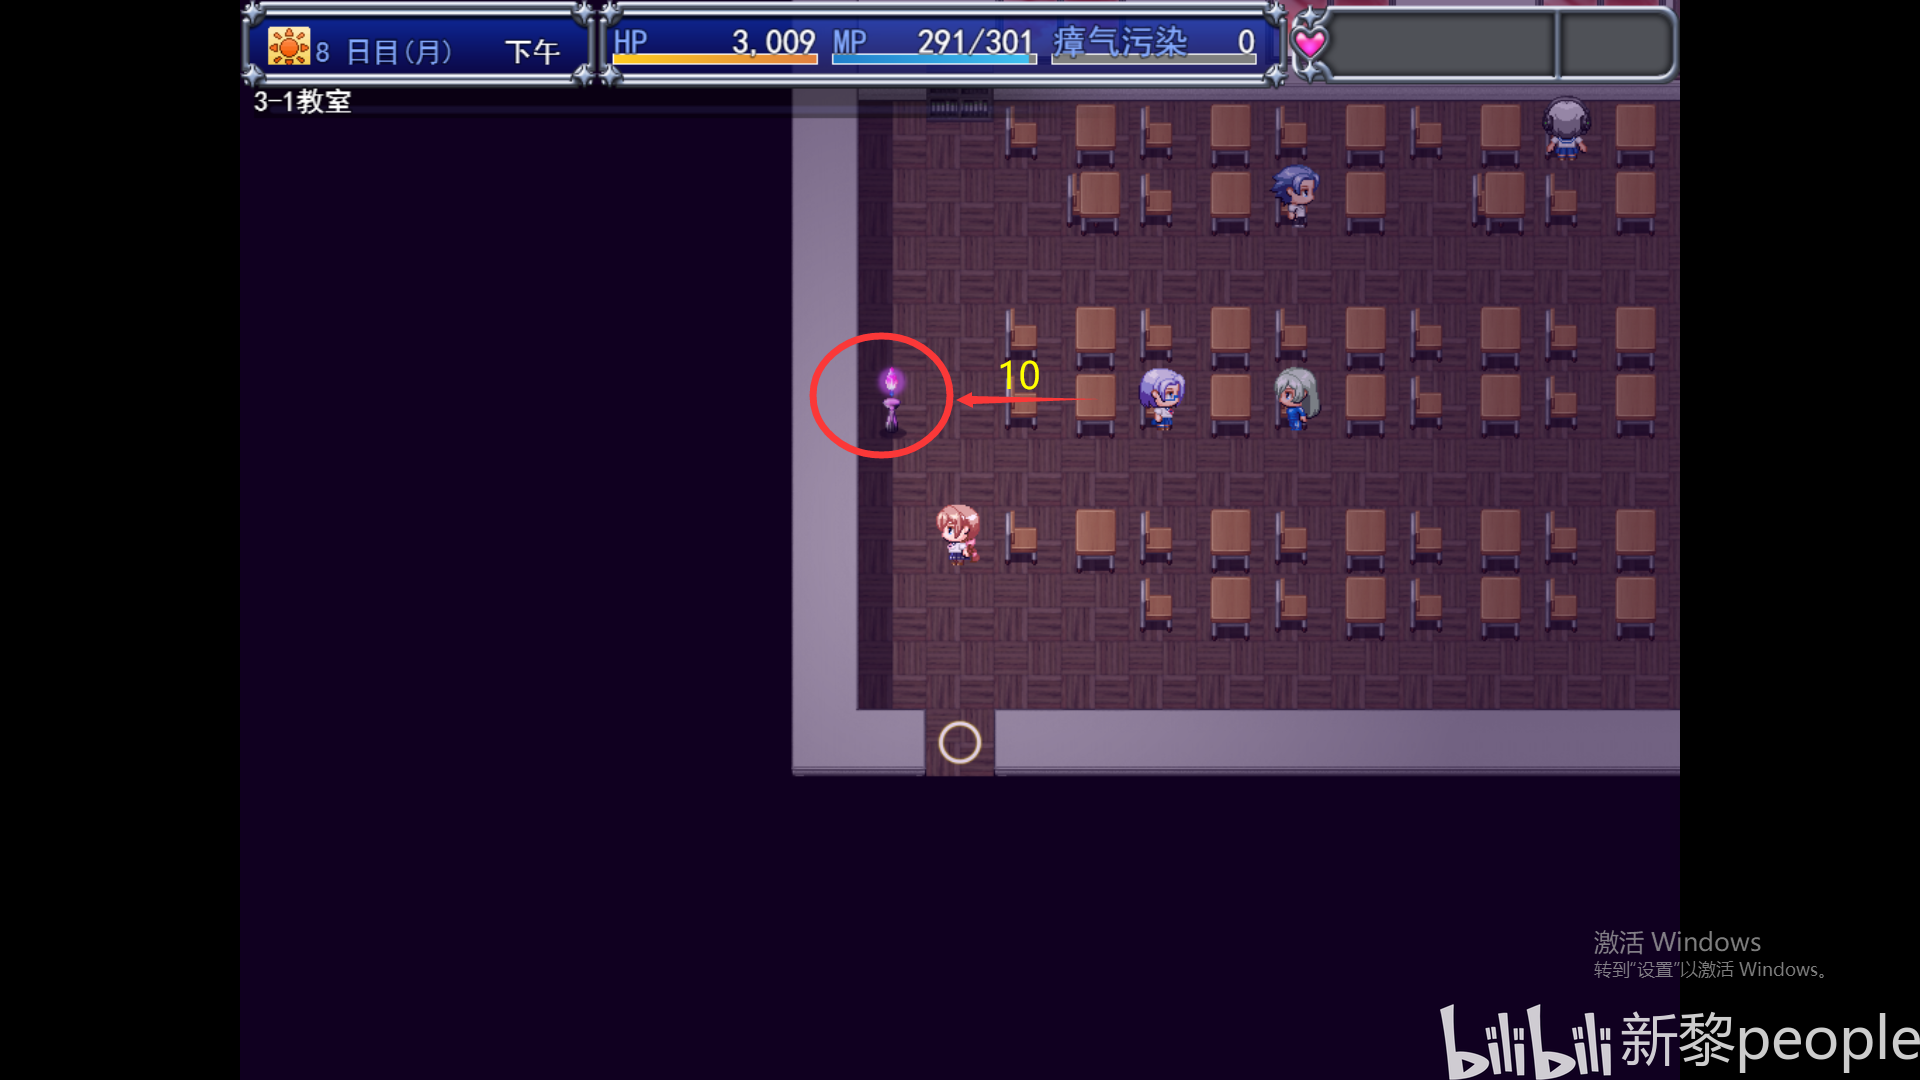 8 日目(月) 下午
HP 3,009 MP 291/301 瘴气污染 0
3-1教室
10
激活 Windows
转到"设置"以激活 Windows。
bilibili 新黎people